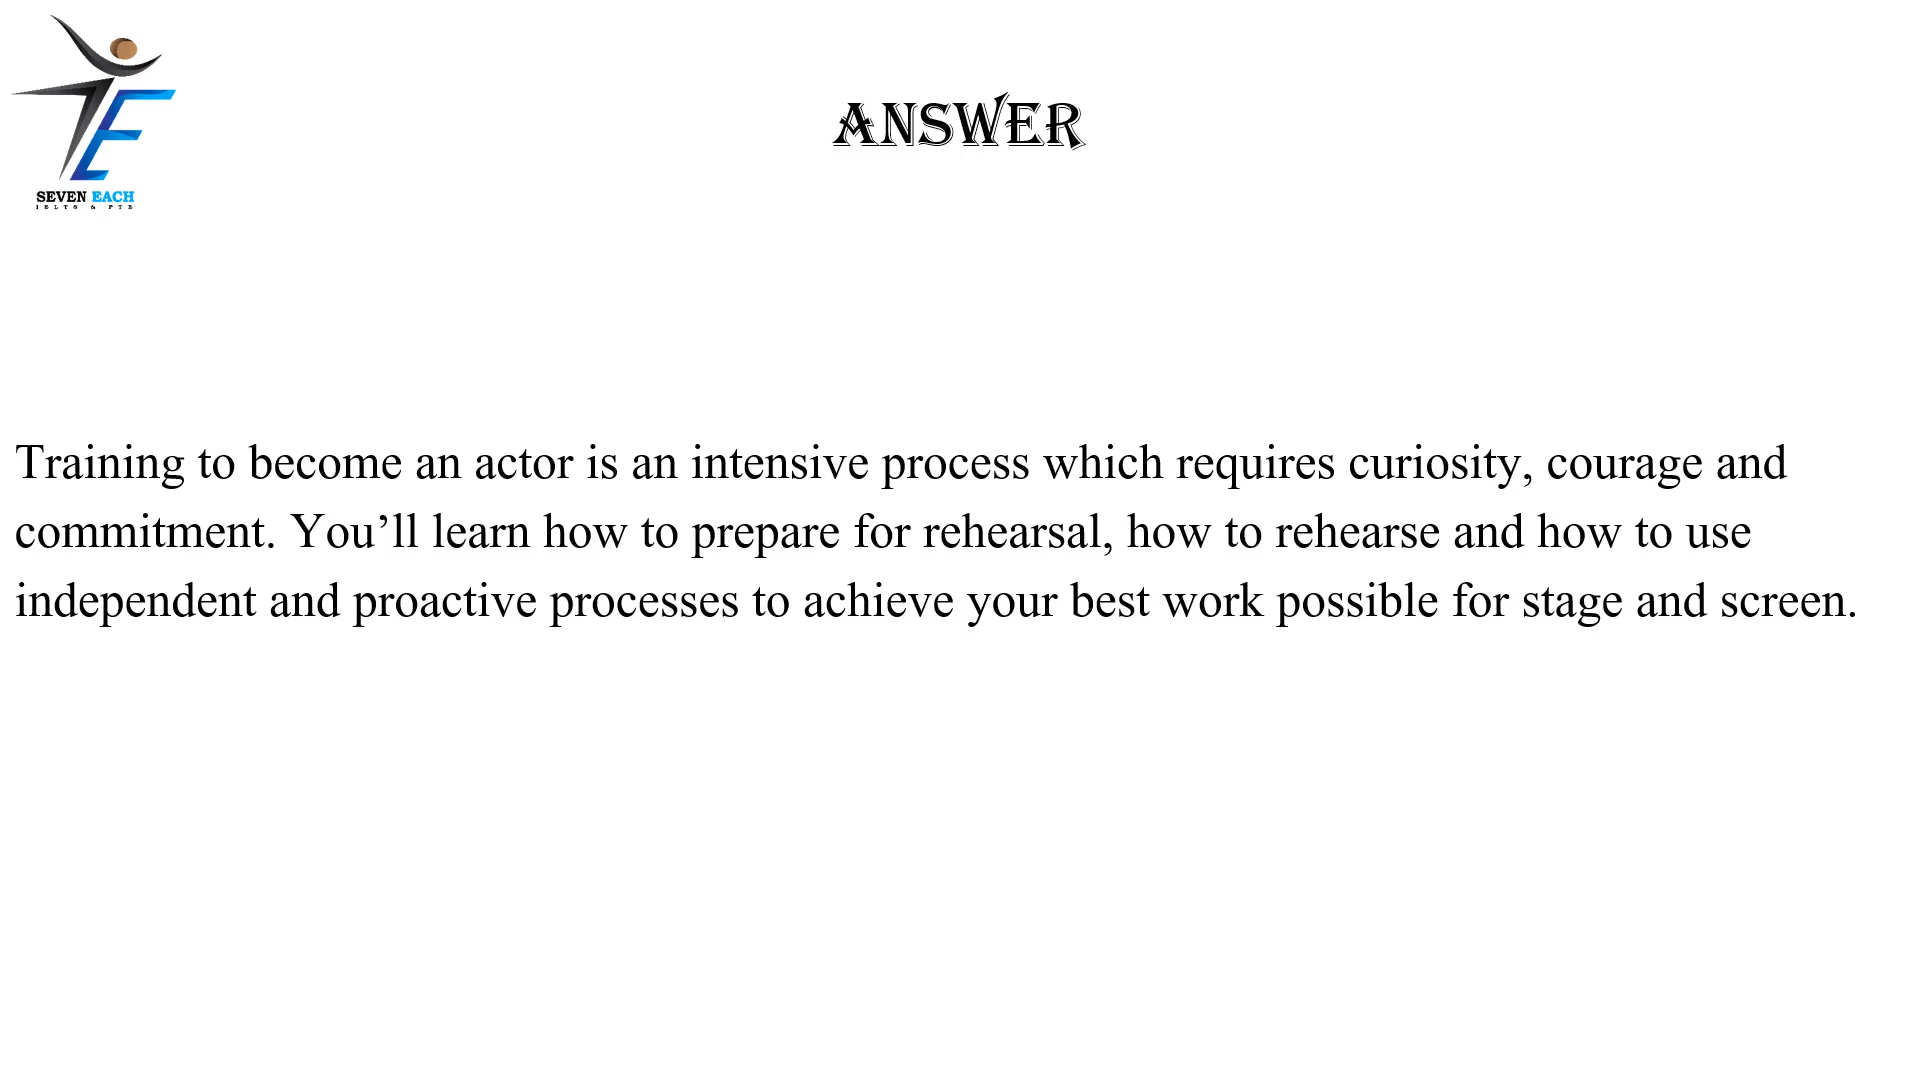 SEVEN EACH
IELTS & PTE
ANSWER
Training to become an actor is an intensive process which requires curiosity, courage and
commitment. You’ll learn how to prepare for rehearsal, how to rehearse and how to use
independent and proactive processes to achieve your best work possible for stage and screen.